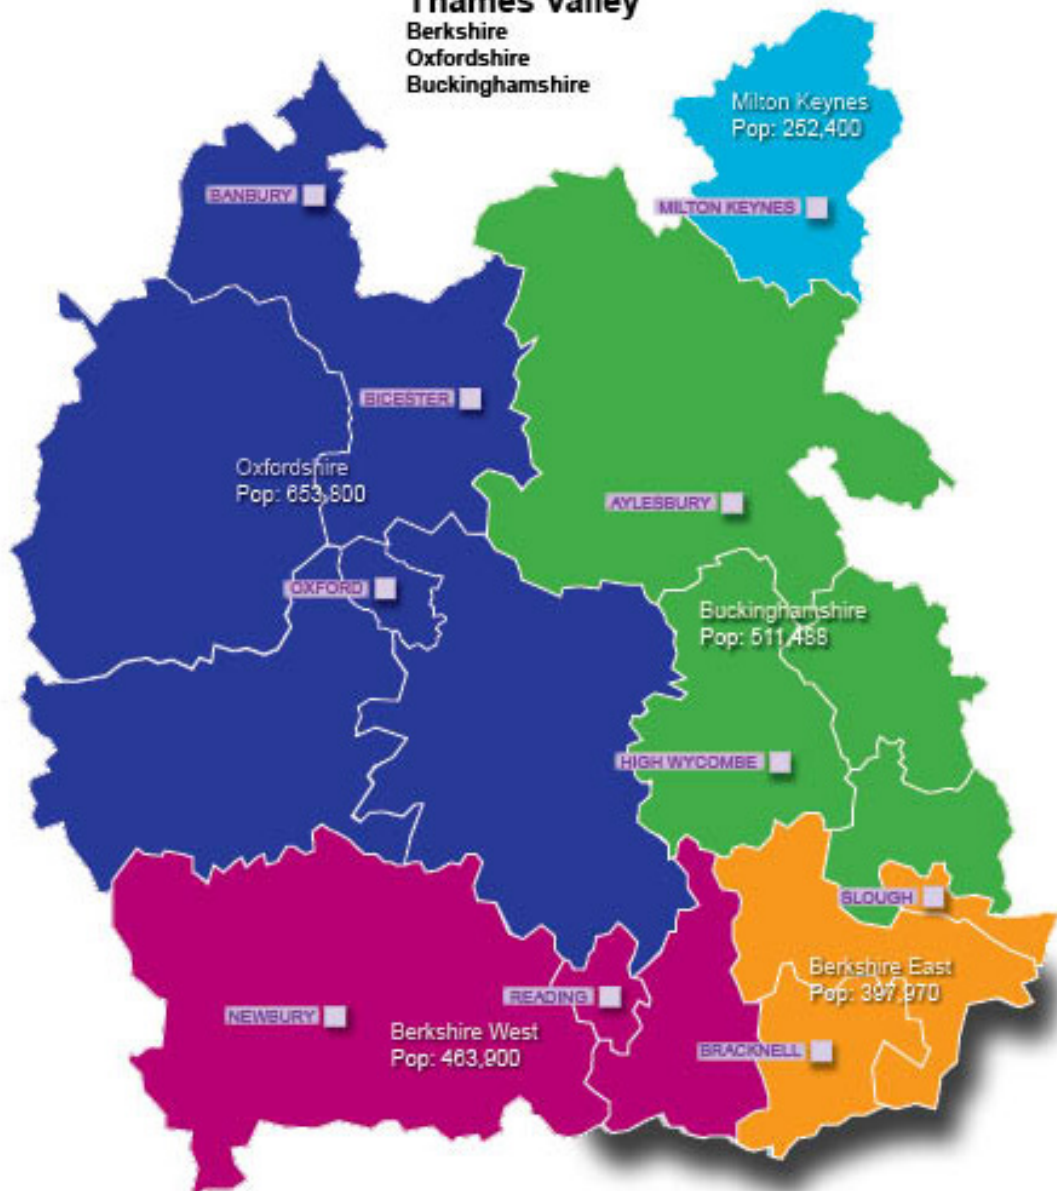 Thames Valley
Berkshire
Oxfordshire
Buckinghamshire
Milton Keynes
Pop: 252,400
BANBURY
MILTON KEYNES
BICESTER
Oxfordshire
Pop: 653,800
AYLESBURY
OXFORD
Buckinghamshire
Pop: 511,488
HIGH WYCOMBE
SLOUGH
Berkshire East
Pop: 397,970
READING
NEWBURY
Berkshire West
Pop: 463,900
BRACKNELL